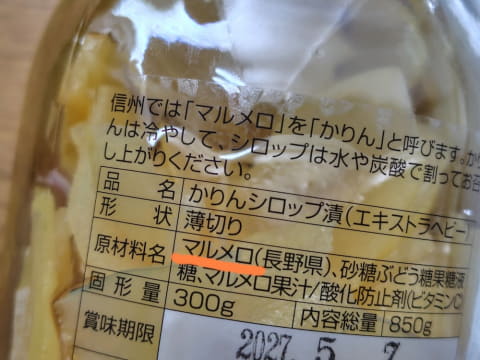 信州では「マルメロ」を「かりん」と呼びます。か
んは冷やして、シロップは水や炭酸で割ってお召
し上がりください。
品 名 かりんシロップ漬(エキストラヘビー)
形 状 薄切り
原材料名 マルメロ(長野県)、砂糖ぶどう糖果糖液
糖、マルメロ果汁/酸化防止剤(ビタミンC)
固形量 300g 内容総量 850g
賞味期限 2027. 5. 7